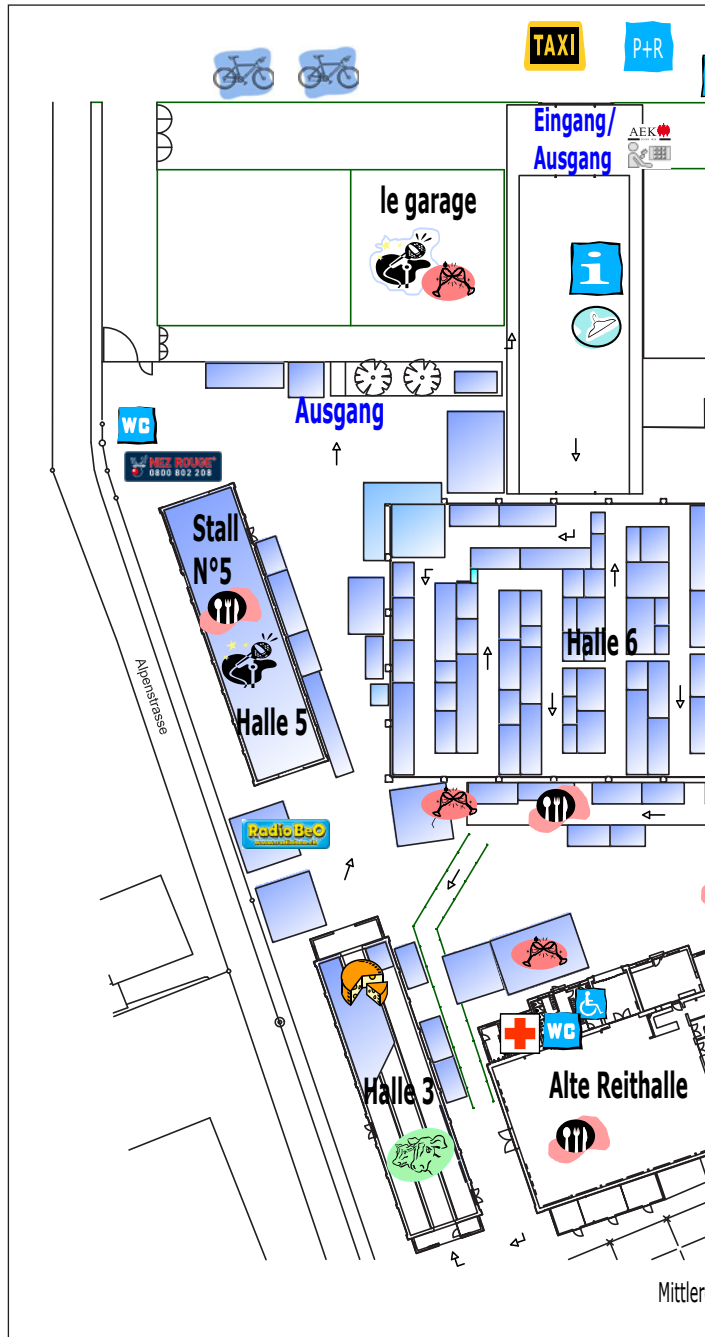 TAXI
P+R
Eingang/
Ausgang
AEK
le garage
i
Ausgang
WC
NEZ ROUGE
0800 802 208
Stall
N°5
Halle 6
Alpenstrasse
Halle 5
Radio BeO
WC
Halle 3
Alte Reithalle
Mittler